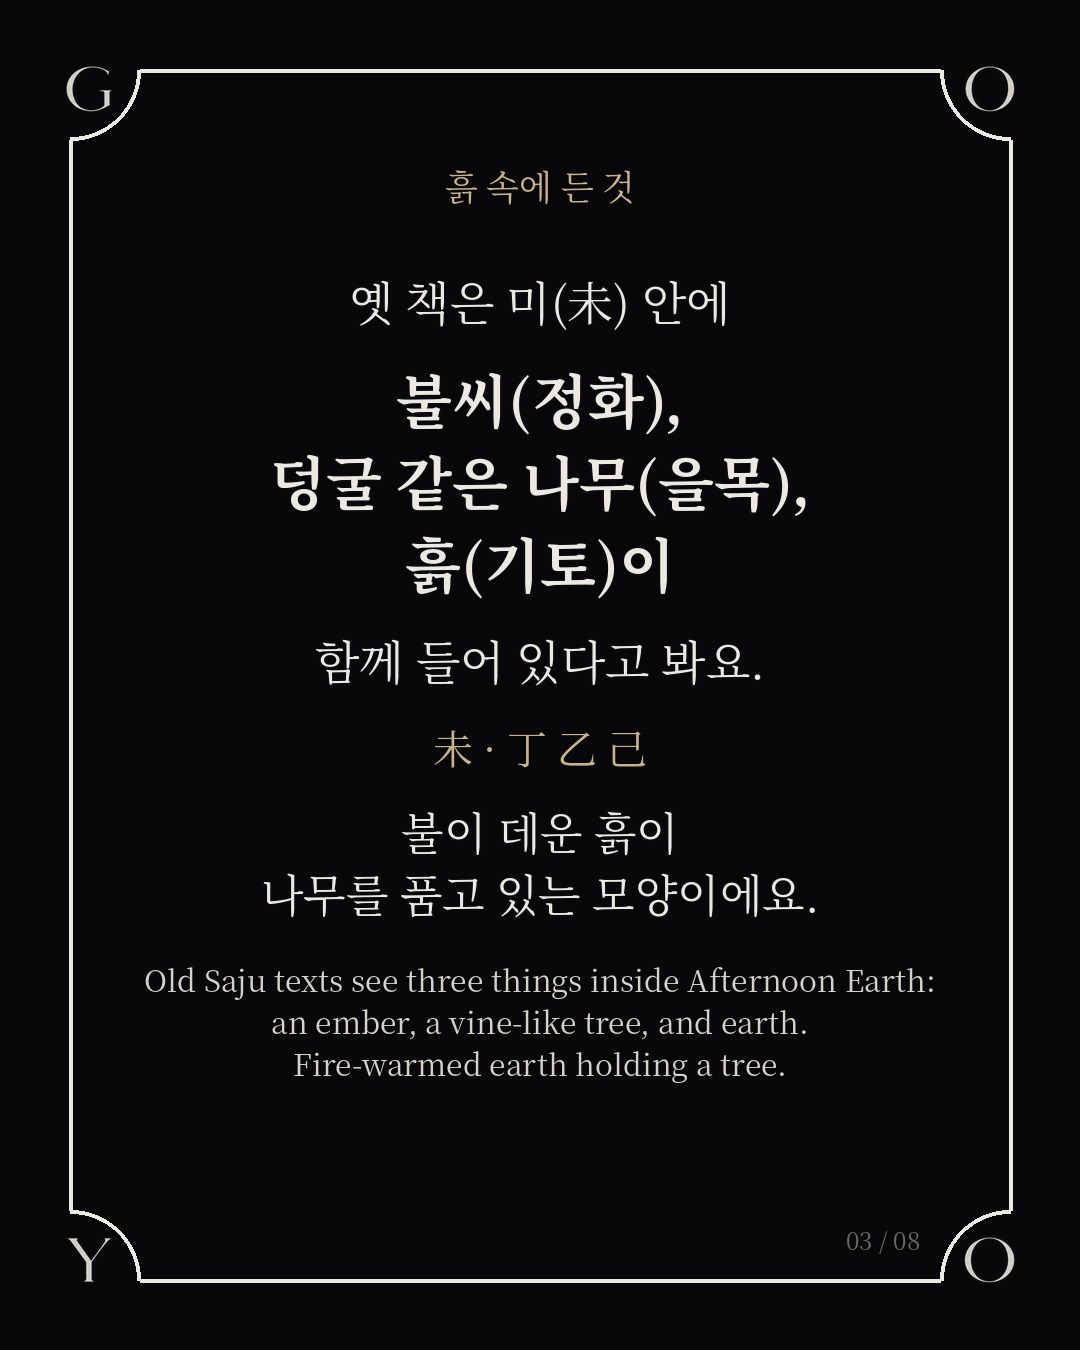 G O
흙 속에 든 것
옛 책은 미(未) 안에
불씨(정화),
덩굴 같은 나무(을목),
흙(기토)이
함께 들어 있다고 봐요.
未 · 丁 乙 己
불이 데운 흙이
나무를 품고 있는 모양이에요.
Old Saju texts see three things inside Afternoon Earth:
an ember, a vine-like tree, and earth.
Fire-warmed earth holding a tree.
03 / 08
Y O